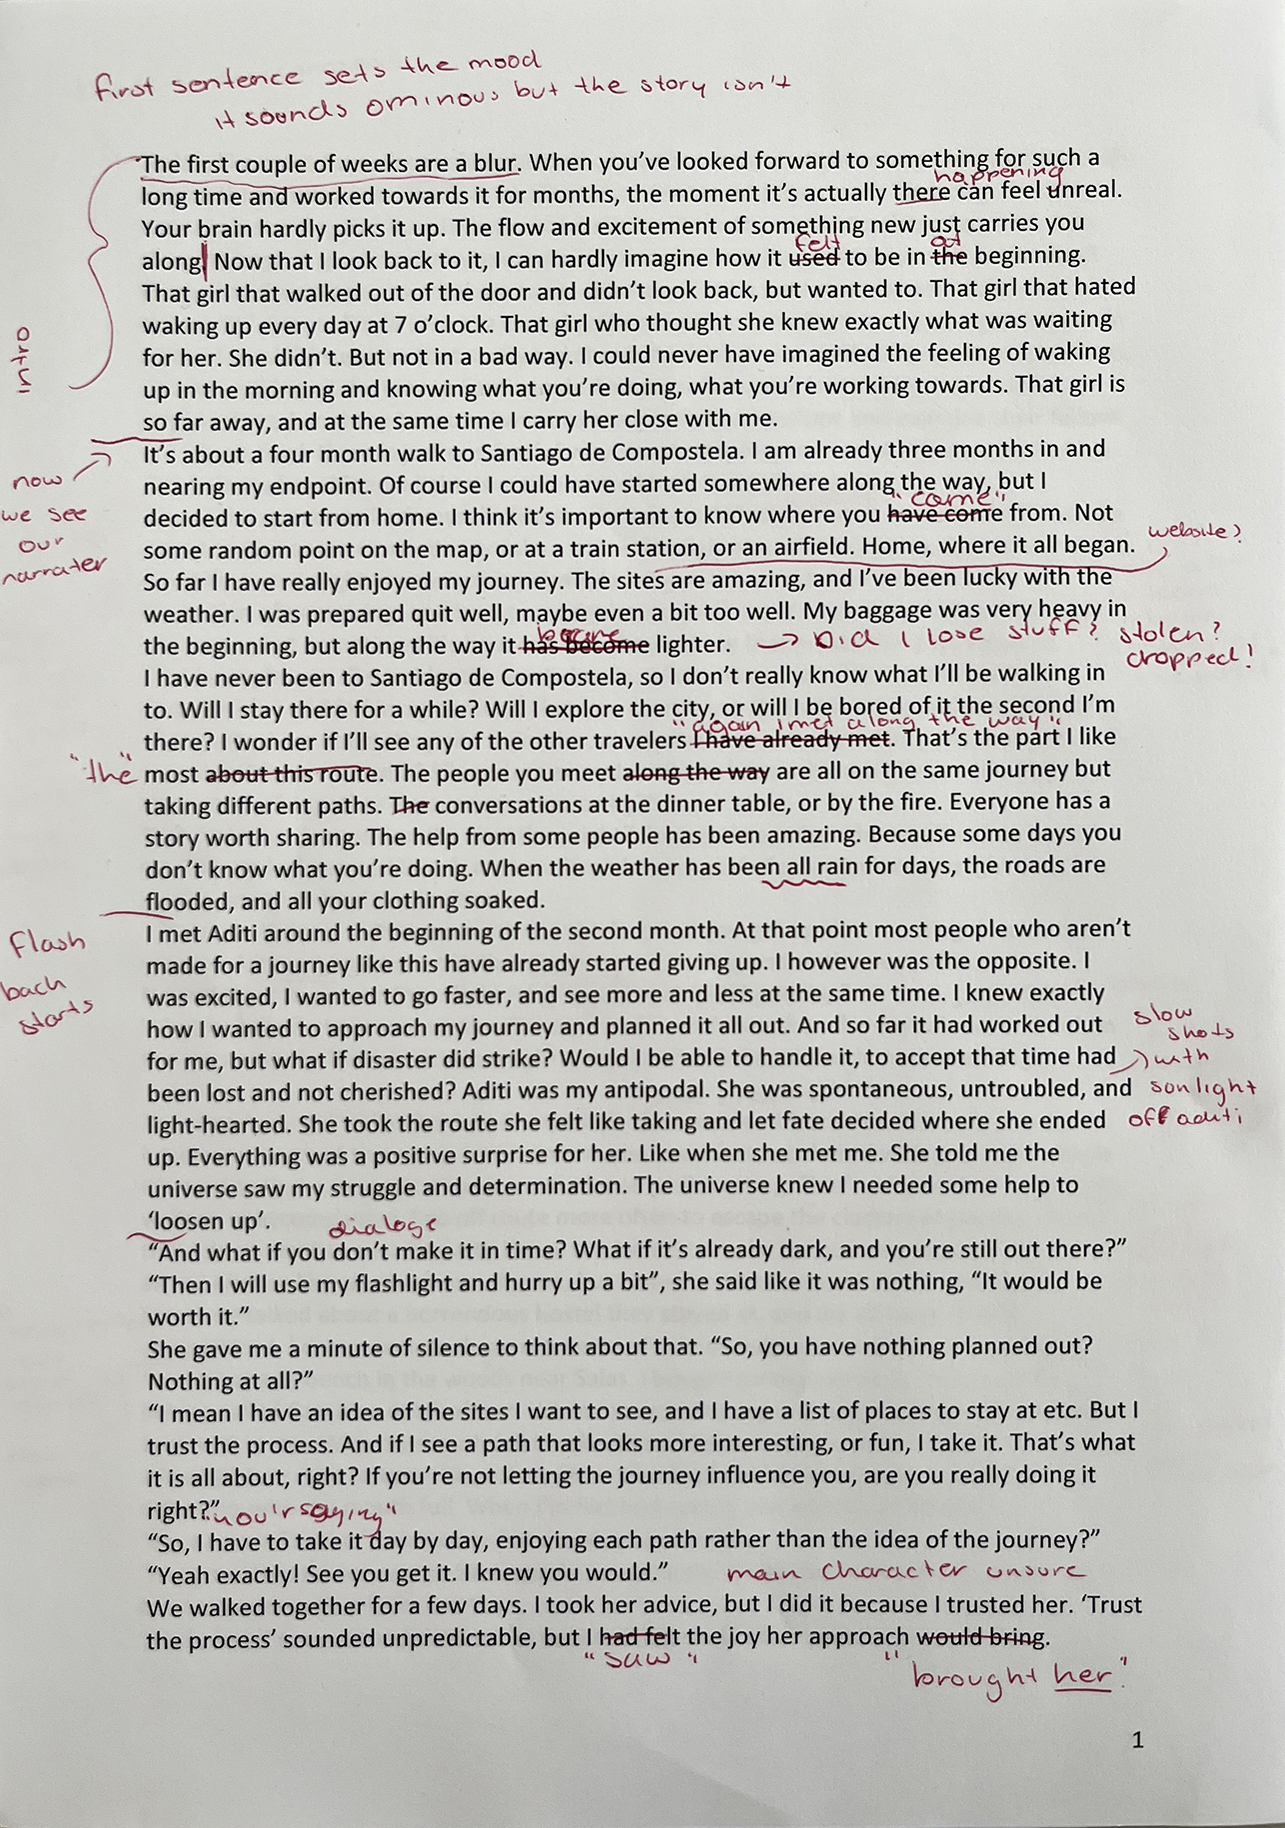 first sentence sets the mood
it sounds ominous but the story isn't
The first couple of weeks are a blur. When you've looked forward to something for such a
happening
long time and worked towards it for months, the moment it's actually there can feel unreal.
Your brain hardly picks it up. The flow and excitement of something new just carries you
felt at
along. Now that I look back to it, I can hardly imagine how it used to be in the beginning.
That girl that walked out of the door and didn't look back, but wanted to. That girl that hated
waking up every day at 7 o'clock. That girl who thought she knew exactly what was waiting
intro
for her. She didn't. But not in a bad way. I could never have imagined the feeling of waking
up in the morning and knowing what you're doing, what you're working towards. That girl is
so far away, and at the same time I carry her close with me.
It's about a four month walk to Santiago de Compostela. I am already three months in and
now
we see
our
narrater
nearing my endpoint. Of course I could have started somewhere along the way, but I
"came"
decided to start from home. I think it's important to know where you have come from. Not
website?
some random point on the map, or at a train station, or an airfield. Home, where it all began.
So far I have really enjoyed my journey. The sites are amazing, and I've been lucky with the
weather. I was prepared quit well, maybe even a bit too well. My baggage was very heavy in
became
the beginning, but along the way it has become lighter.
Did I lose stuff? stolen?
dropped!
I have never been to Santiago de Compostela, so I don't really know what I'll be walking in
to. Will I stay there for a while? Will I explore the city, or will I be bored of it the second I'm
"again I met along the way"
there? I wonder if I'll see any of the other travelers I have already met. That's the part I like
"the"
most about this route. The people you meet along the way are all on the same journey but
taking different paths. The conversations at the dinner table, or by the fire. Everyone has a
story worth sharing. The help from some people has been amazing. Because some days you
don't know what you're doing. When the weather has been all rain for days, the roads are
flooded, and all your clothing soaked.
Flash
bach
starts
I met Aditi around the beginning of the second month. At that point most people who aren't
made for a journey like this have already started giving up. I however was the opposite. I
was excited, I wanted to go faster, and see more and less at the same time. I knew exactly
how I wanted to approach my journey and planned it all out. And so far it had worked out
for me, but what if disaster did strike? Would I be able to handle it, to accept that time had
slow
shots
with
sonlight
off aditi
been lost and not cherished? Aditi was my antipodal. She was spontaneous, untroubled, and
light-hearted. She took the route she felt like taking and let fate decided where she ended
up. Everything was a positive surprise for her. Like when she met me. She told me the
universe saw my struggle and determination. The universe knew I needed some help to
'loosen up'.
dialoge
"And what if you don't make it in time? What if it's already dark, and you're still out there?"
"Then I will use my flashlight and hurry up a bit", she said like it was nothing, "It would be
worth it."
She gave me a minute of silence to think about that. "So, you have nothing planned out?
Nothing at all?"
"I mean I have an idea of the sites I want to see, and I have a list of places to stay at etc. But I
trust the process. And if I see a path that looks more interesting, or fun, I take it. That's what
it is all about, right? If you're not letting the journey influence you, are you really doing it
right?"
"you'r saying"
"So, I have to take it day by day, enjoying each path rather than the idea of the journey?"
"Yeah exactly! See you get it. I knew you would."
main character unsure
We walked together for a few days. I took her advice, but I did it because I trusted her. 'Trust
the process' sounded unpredictable, but I had felt the joy her approach would bring.
"saw"
"brought her"
1